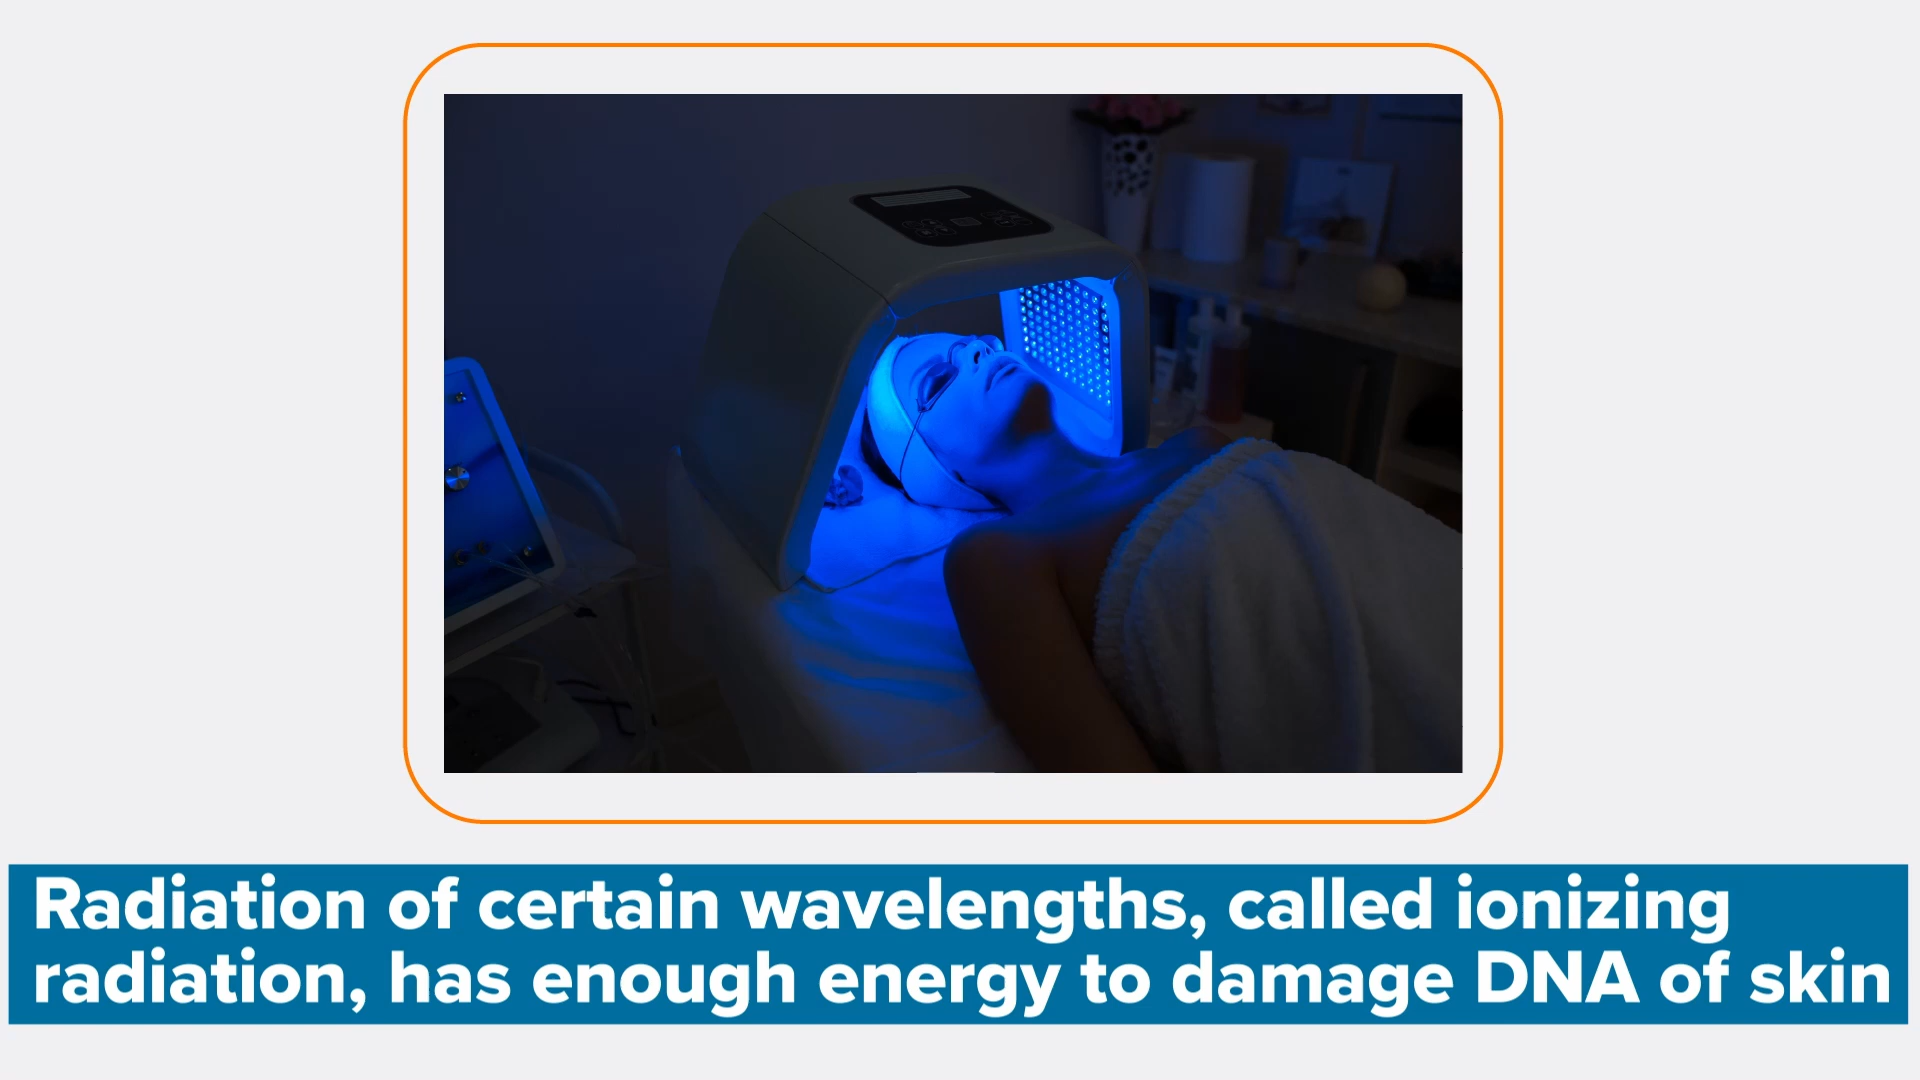 Radiation of certain wavelengths, called ionizing
radiation, has enough energy to damage DNA of skin